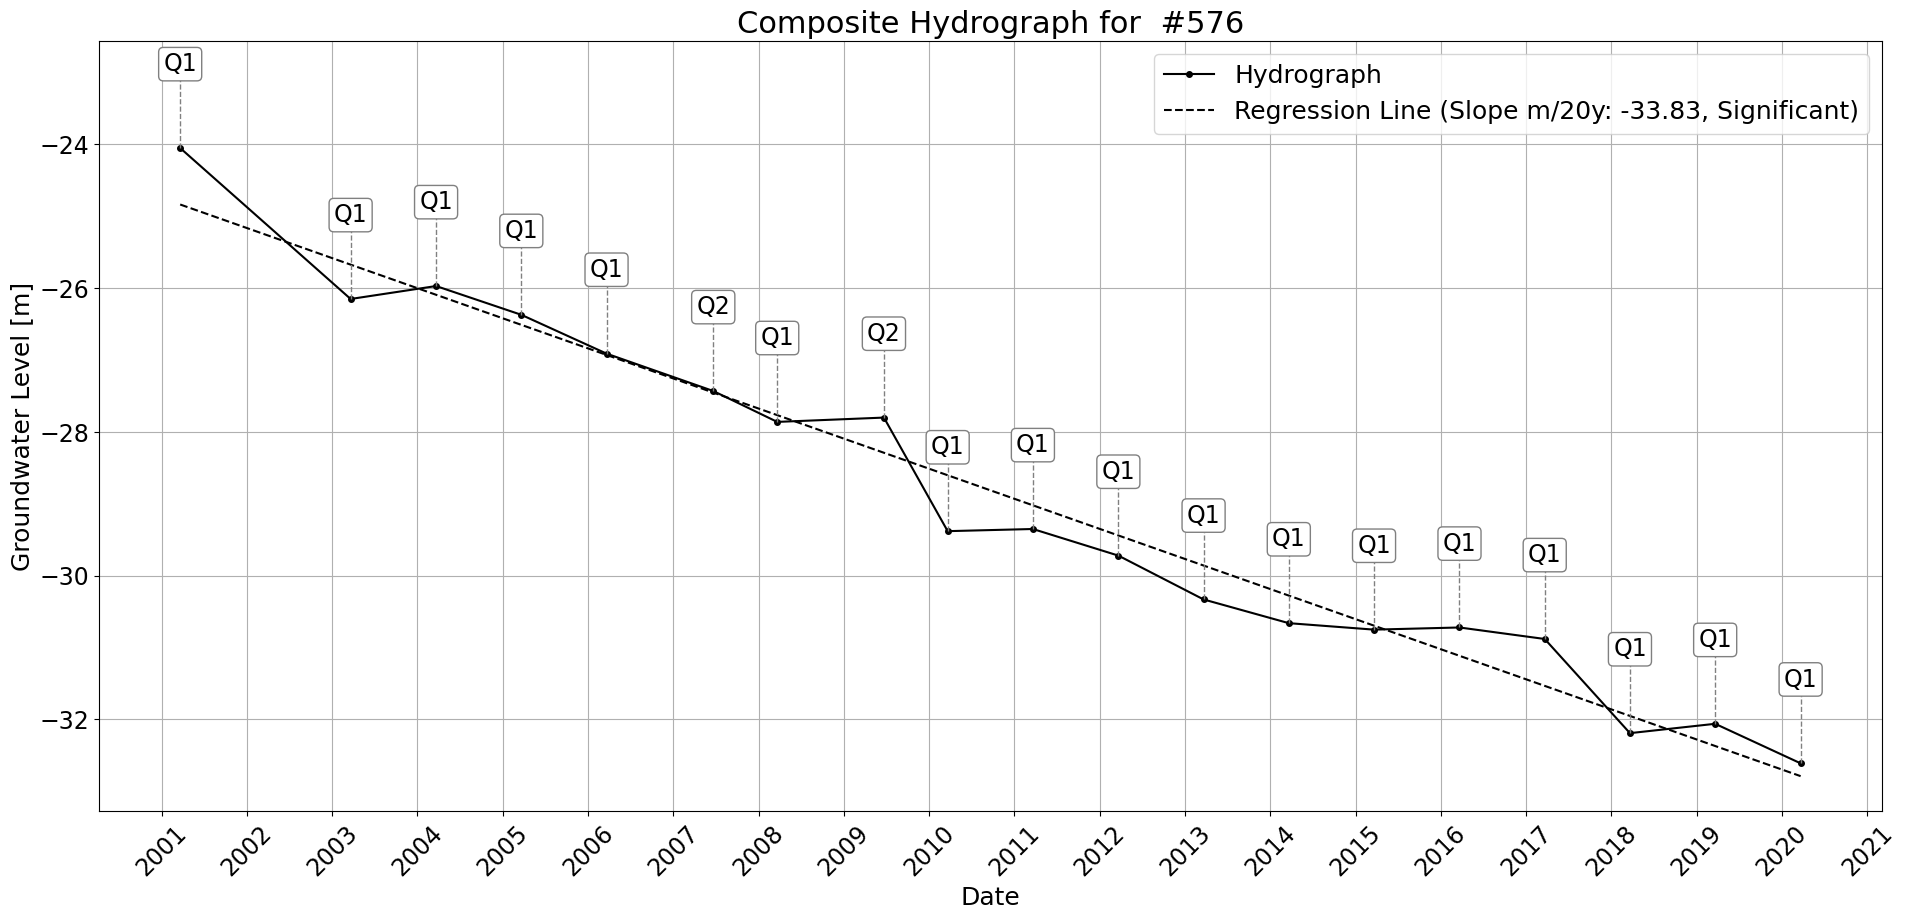 Composite Hydrograph for  #576
Hydrograph
Regression Line (Slope m/20y: -33.83, Significant)
Q1
Q1
Q1
Q1
Q1
Q2
Q1
Q2
Q1
Q1
Q1
Q1
Q1
Q1
Q1
Q1
Q1
Q1
Q1
Groundwater Level [m]
−24
−26
−28
−30
−32
2001
2002
2003
2004
2005
2006
2007
2008
2009
2010
2011
2012
2013
2014
2015
2016
2017
2018
2019
2020
2021
Date